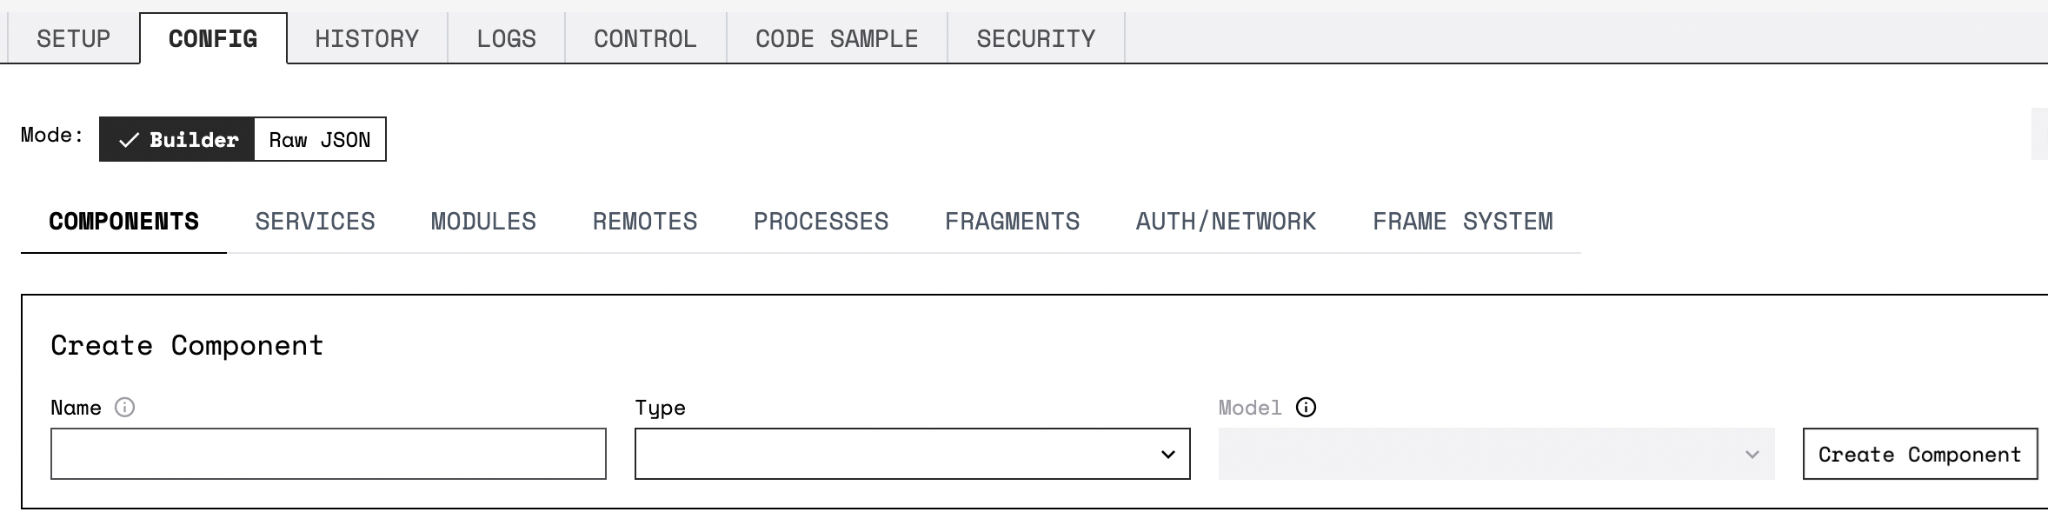 SETUP CONFIG HISTORY LOGS CONTROL CODE SAMPLE SECURITY
Mode: Builder Raw JSON
COMPONENTS SERVICES MODULES REMOTES PROCESSES FRAGMENTS AUTH/NETWORK FRAME SYSTEM
Create Component
Name Type Model
Create Component